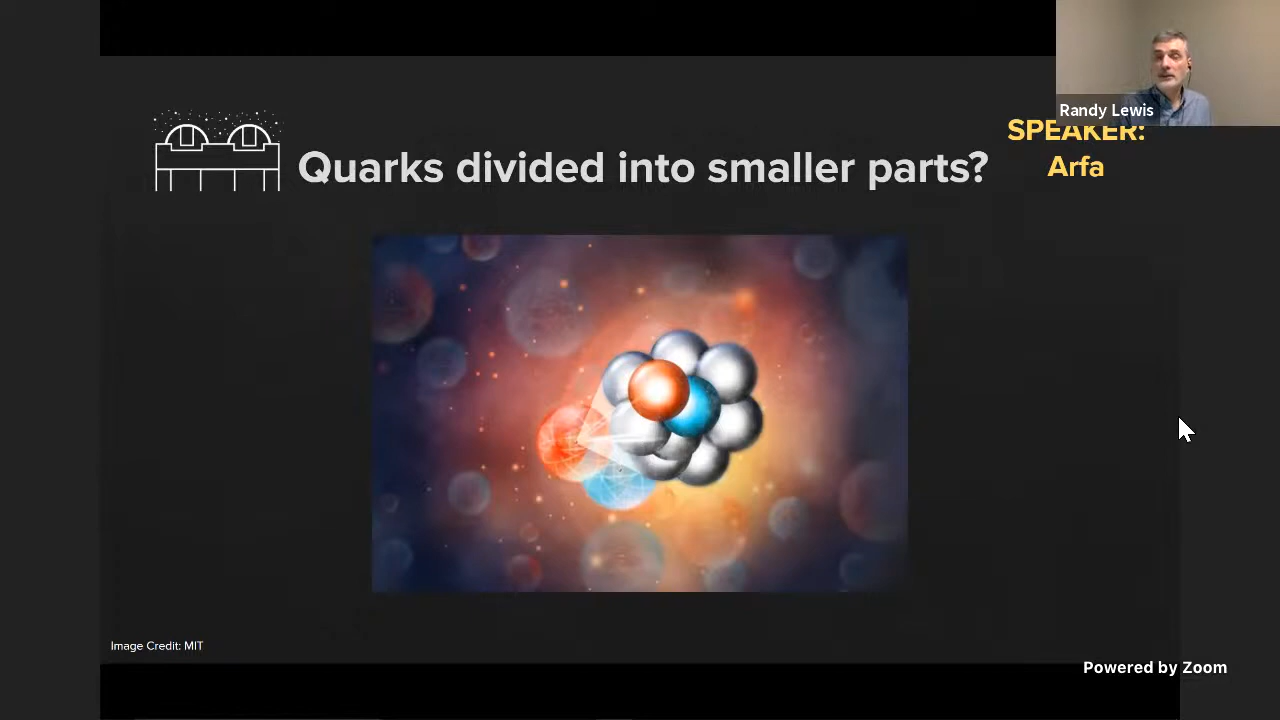 Randy Lewis
SPEAKER:
Arfa
Quarks divided into smaller parts?
Image Credit: MIT
Powered by Zoom